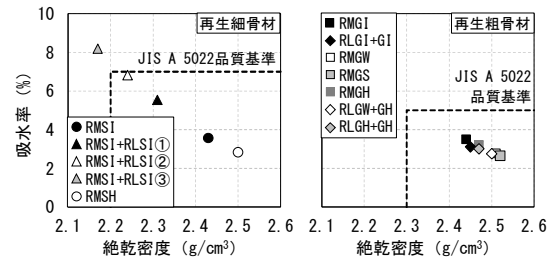 再生細骨材
JIS A 5022品質基準
吸水率 (%)
10
8
6
4
2
0
RMSI
RMSI+RLSI①
RMSI+RLSI②
RMSI+RLSI③
RMSH
2.1 2.2 2.3 2.4 2.5 2.6
絶乾密度 (g/cm³)
RMGI
RLGI+GI
RMGW
RMGS
RMGH
RLGW+GH
RLGH+GH
再生粗骨材
JIS A 5022
品質基準
2.1 2.2 2.3 2.4 2.5 2.6
絶乾密度 (g/cm³)